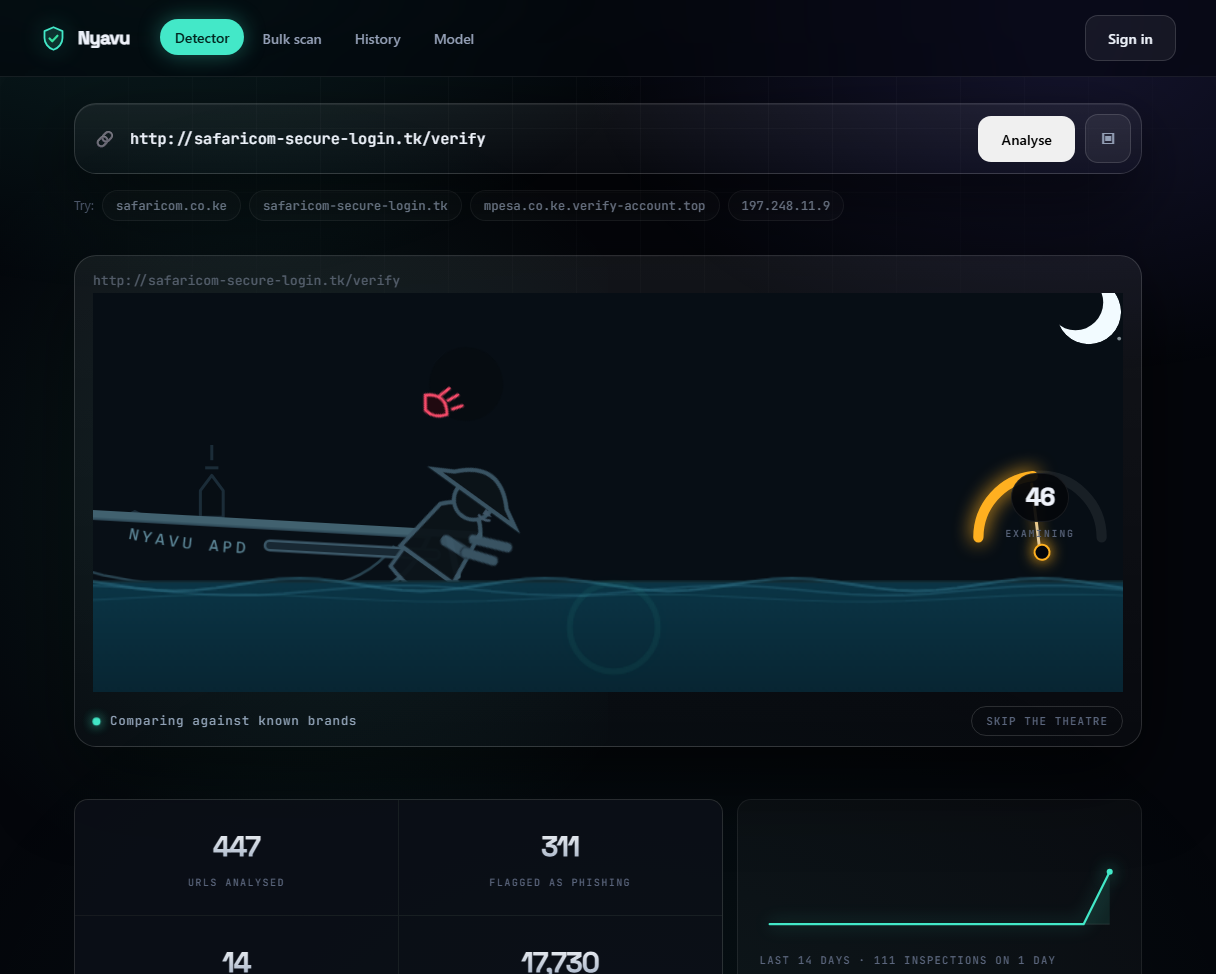 Nyavu
Detector
Bulk scan
History
Model
Sign in
http://safaricom-secure-login.tk/verify
Analyse
Try:
safaricom.co.ke
safaricom-secure-login.tk
mpesa.co.ke.verify-account.top
197.248.11.9
http://safaricom-secure-login.tk/verify
NYAVU APD
46
EXAMINING
Comparing against known brands
SKIP THE THEATRE
447
URLS ANALYSED
311
FLAGGED AS PHISHING
14
17,730
LAST 14 DAYS · 111 INSPECTIONS ON 1 DAY